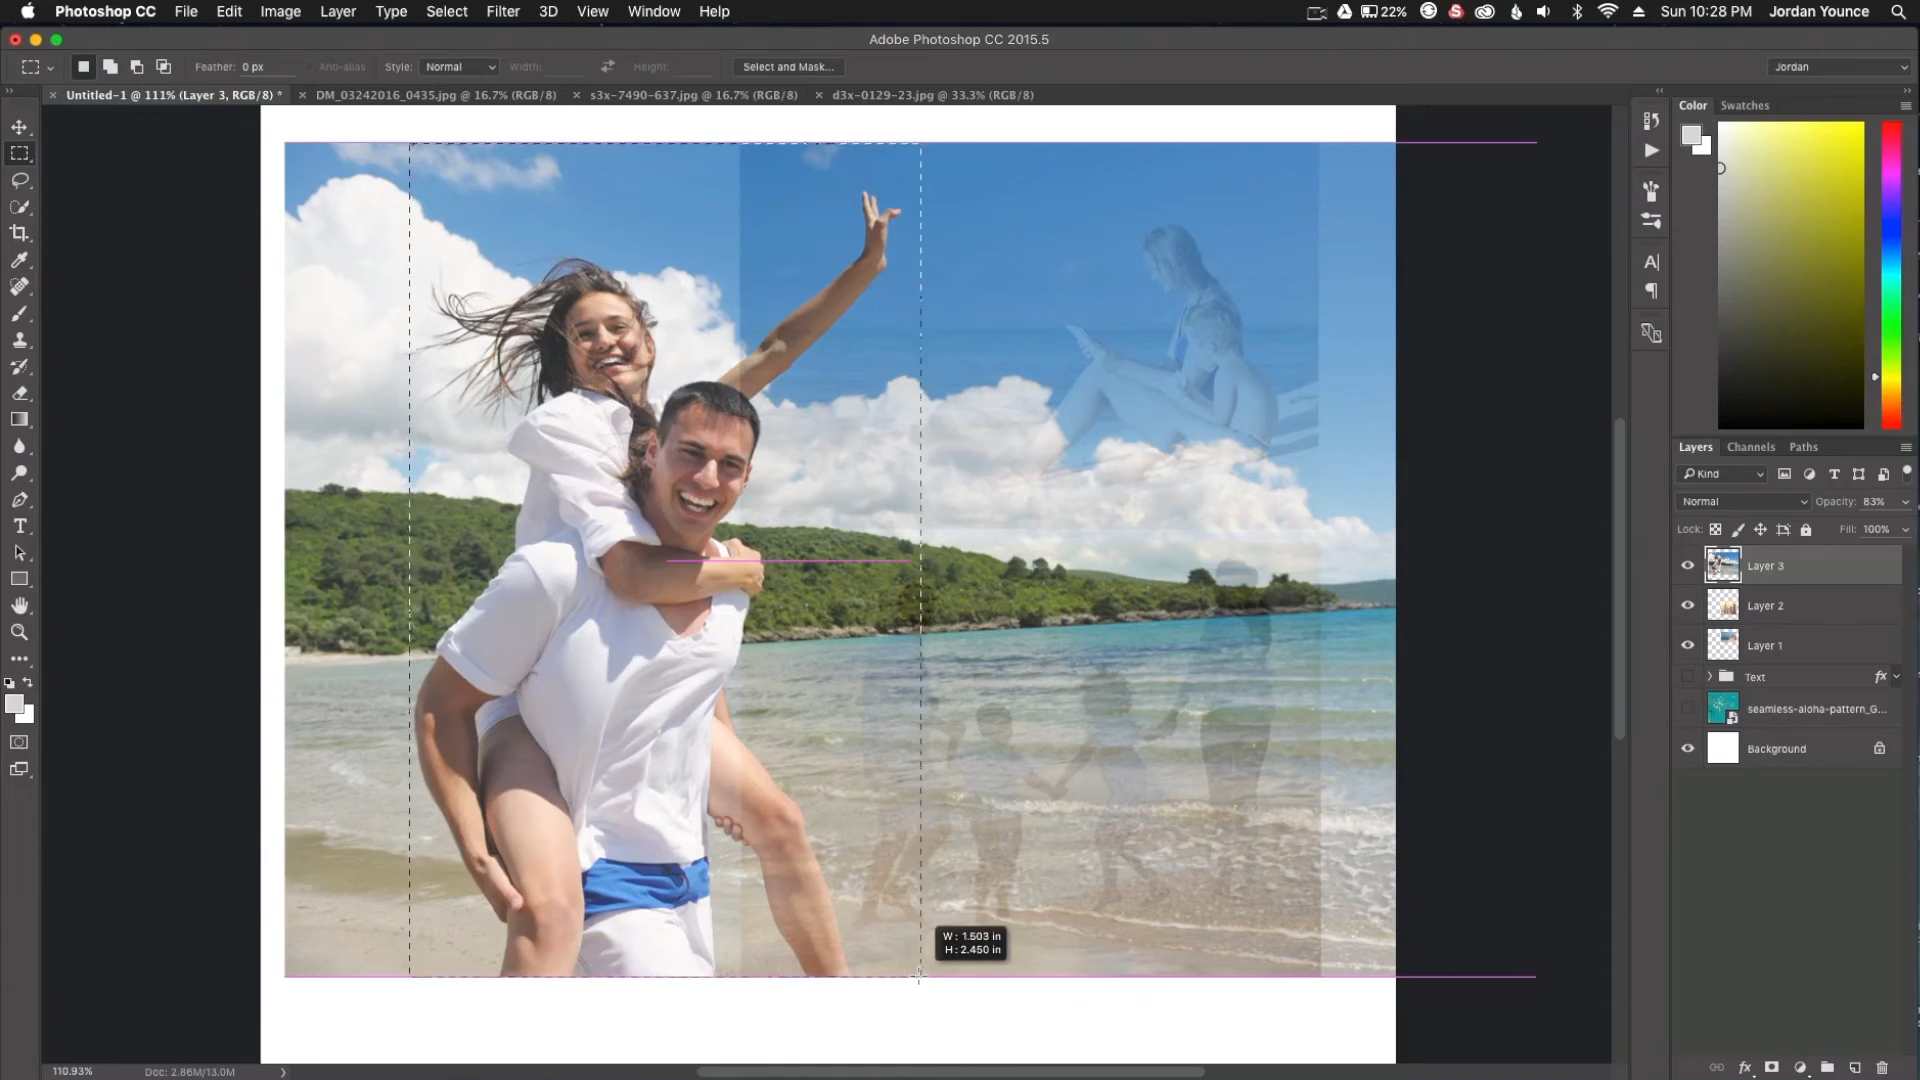 Photoshop CC File Edit Image Layer Type Select Filter 3D View Window Help 22% Sun 10:28 PM Jordan Younce
Adobe Photoshop CC 2015.5
Feather: 0 px Anti-alias Style: Normal Width: Height: Select and Mask... Jordan
Untitled-1 @ 111% (Layer 3, RGB/8) * DM_03242016_0435.jpg @ 16.7% (RGB/8) s3x-7490-637.jpg @ 16.7% (RGB/8) d3x-0129-23.jpg @ 33.3% (RGB/8)
Color Swatches
Layers Channels Paths
Kind
Normal Opacity: 83%
Lock: Fill: 100%
Layer 3
Layer 2
Layer 1
Text fx
seamless-aloha-pattern_G...
Background
W: 1.503 in
H: 2.450 in
110.93% Doc: 2.86M/13.0M fx